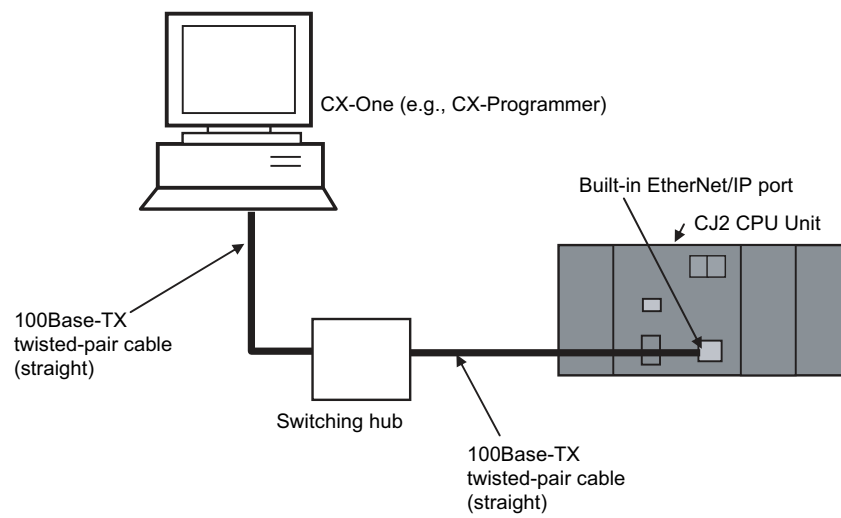 CX-One (e.g., CX-Programmer)
Built-in EtherNet/IP port
CJ2 CPU Unit
100Base-TX
twisted-pair cable
(straight)
Switching hub
100Base-TX
twisted-pair cable
(straight)